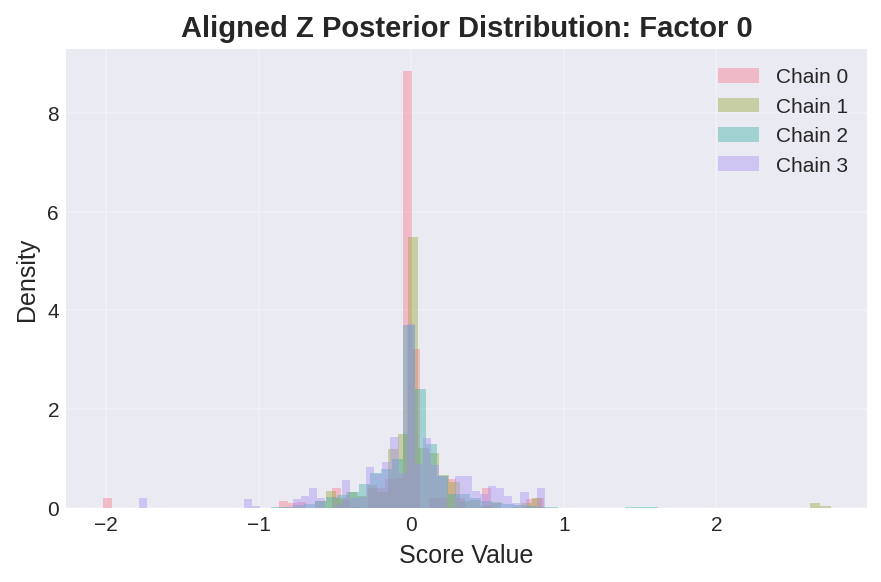 Aligned Z Posterior Distribution: Factor 0
Chain 0
Chain 1
Chain 2
Chain 3
Density
8
6
4
2
0
−2
−1
0
1
2
Score Value